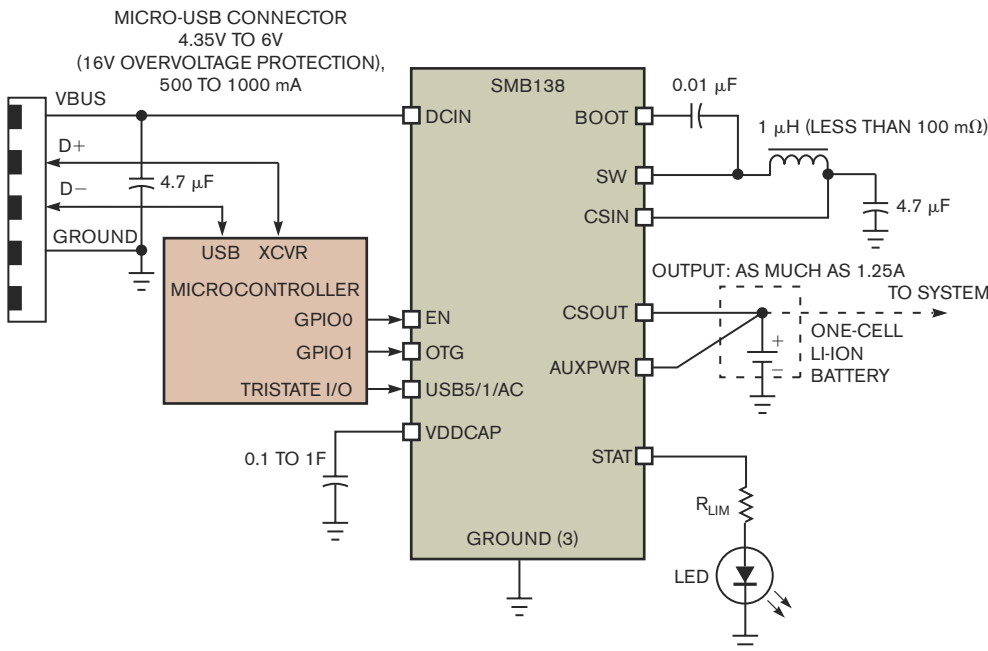 MICRO-USB CONNECTOR
4.35V TO 6V
(16V OVERVOLTAGE PROTECTION),
500 TO 1000 mA
VBUS
D+
D−
GROUND
4.7 μF
USB XCVR
MICROCONTROLLER
GPIO0
GPIO1
TRISTATE I/O
0.1 TO 1F
SMB138
DCIN
EN
OTG
USB5/1/AC
VDDCAP
BOOT
SW
CSIN
CSOUT
AUXPWR
STAT
GROUND (3)
0.01 μF
1 μH (LESS THAN 100 mΩ)
4.7 μF
OUTPUT: AS MUCH AS 1.25A
TO SYSTEM
+
−
ONE-CELL
LI-ION
BATTERY
RLIM
LED